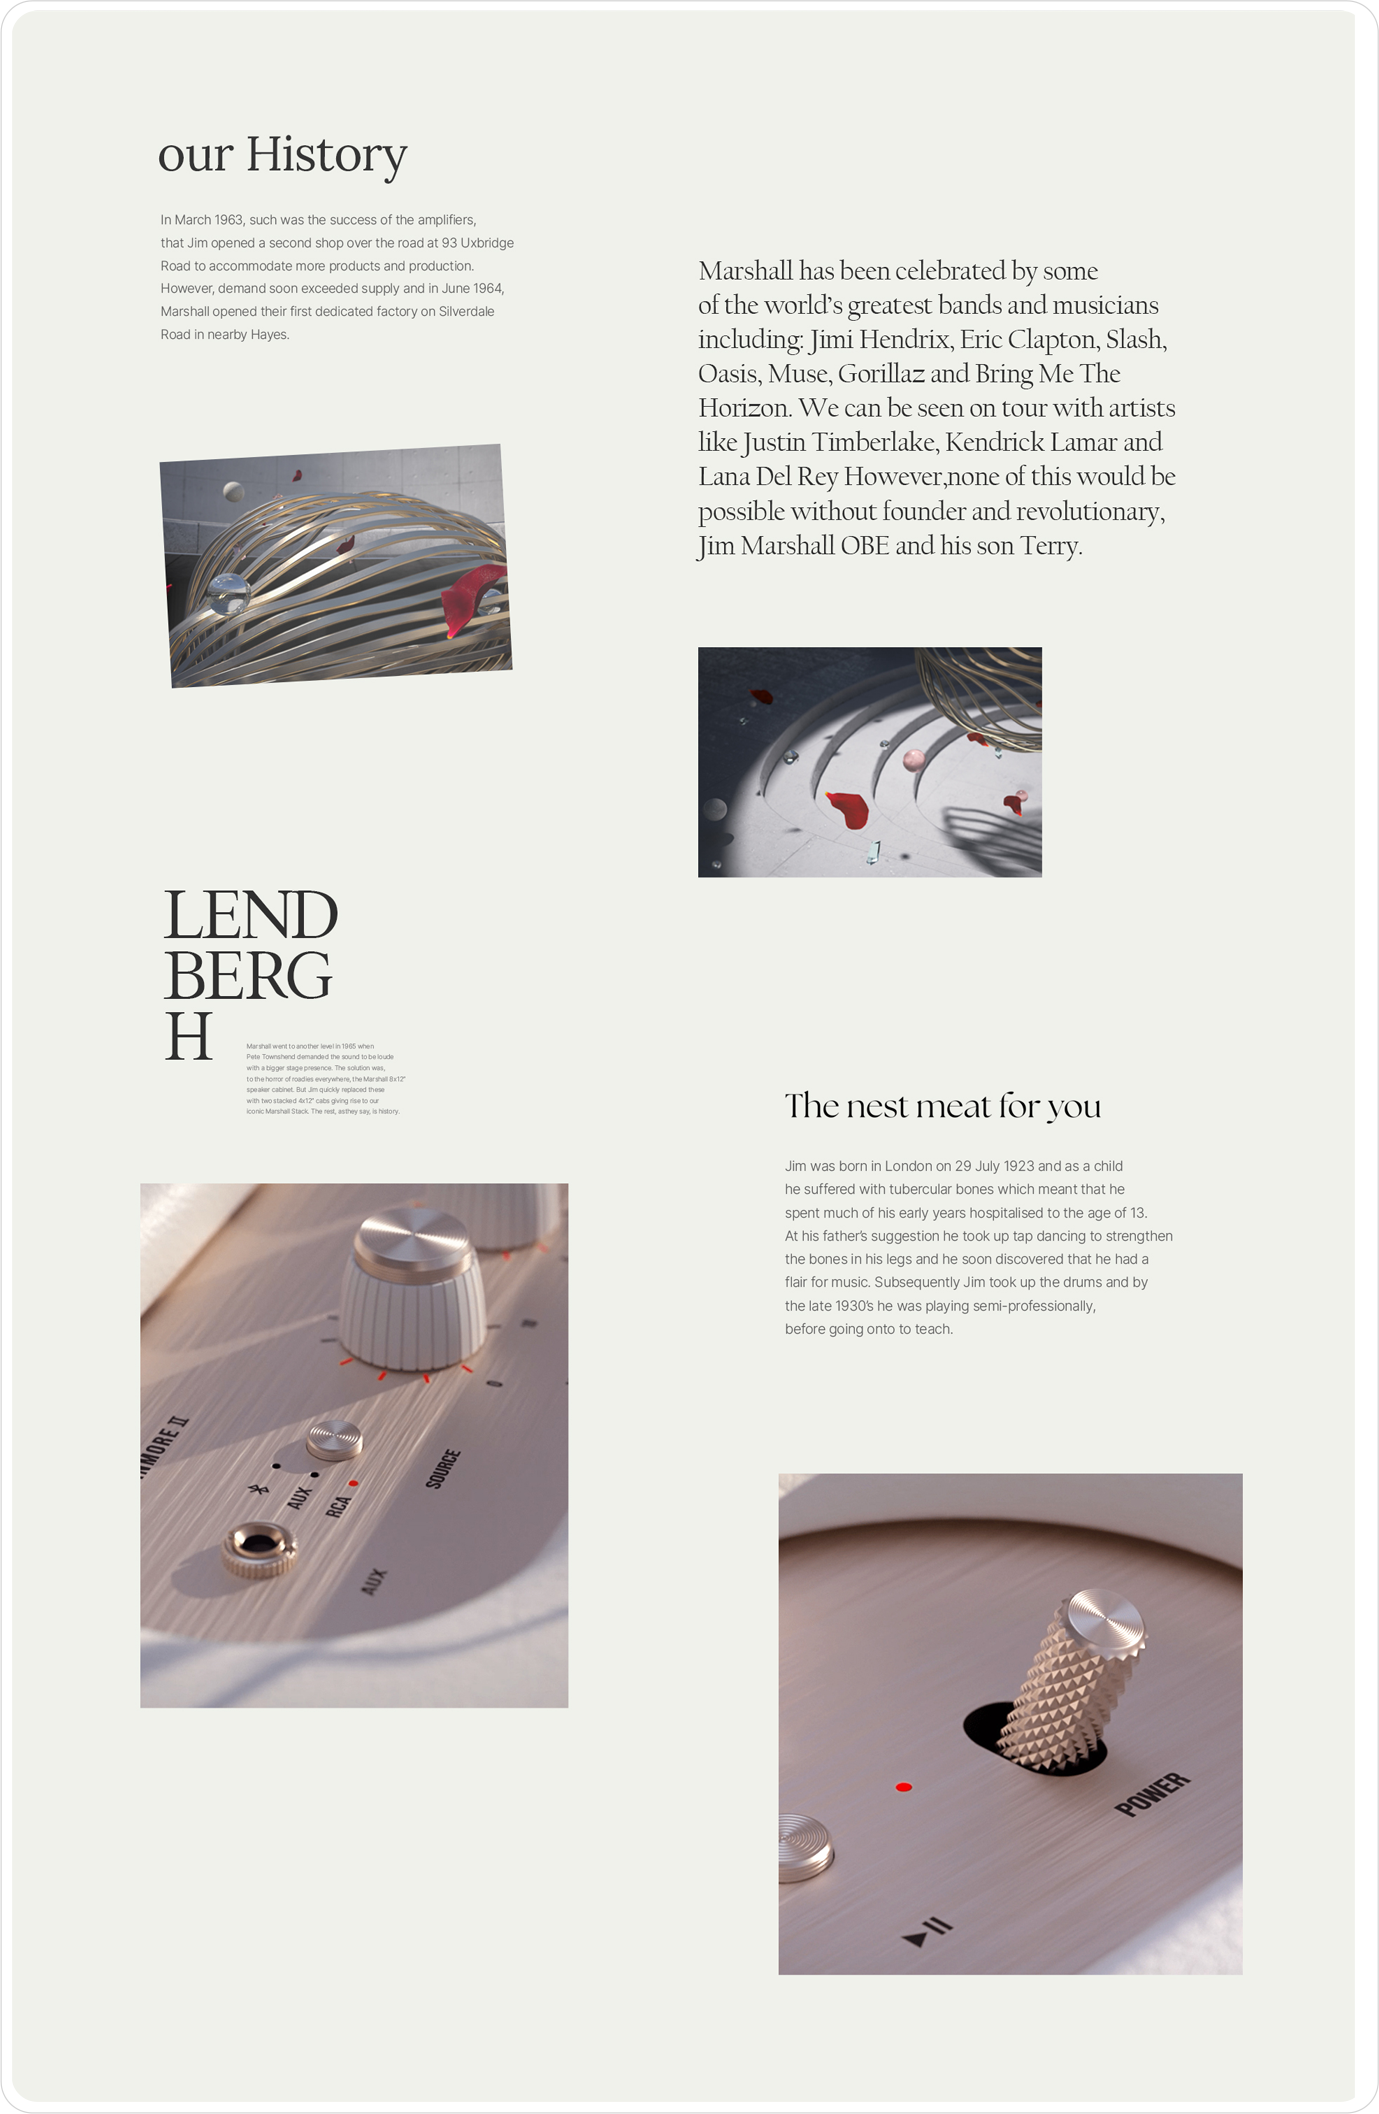 our History
In March 1963, such was the success of the amplifiers,
that Jim opened a second shop over the road at 93 Uxbridge
Road to accommodate more products and production.
However, demand soon exceeded supply and in June 1964,
Marshall opened their first dedicated factory on Silverdale
Road in nearby Hayes.
Marshall has been celebrated by some
of the world's greatest bands and musicians
including: Jimi Hendrix, Eric Clapton, Slash,
Oasis, Muse, Gorillaz and Bring Me The
Horizon. We can be seen on tour with artists
like Justin Timberlake, Kendrick Lamar and
Lana Del Rey However,none of this would be
possible without founder and revolutionary,
Jim Marshall OBE and his son Terry.
LEND
BERG
H
Marshall went to another level in 1965 when
Pete Townshend demanded the sound to be loude
with a bigger stage presence. The solution was,
to the horror of roadies everywhere, the Marshall 8x12"
speaker cabinet. But Jim quickly replaced these
with two stacked 4x12" cabs giving rise to our
iconic Marshall Stack. The rest, asthey say, is history.
The nest meat for you
Jim was born in London on 29 July 1923 and as a child
he suffered with tubercular bones which meant that he
spent much of his early years hospitalised to the age of 13.
At his father's suggestion he took up tap dancing to strengthen
the bones in his legs and he soon discovered that he had a
flair for music. Subsequently Jim took up the drums and by
the late 1930's he was playing semi-professionally,
before going onto to teach.
NMORE II
AUX
RCA
SOURCE
AUX
0
POWER